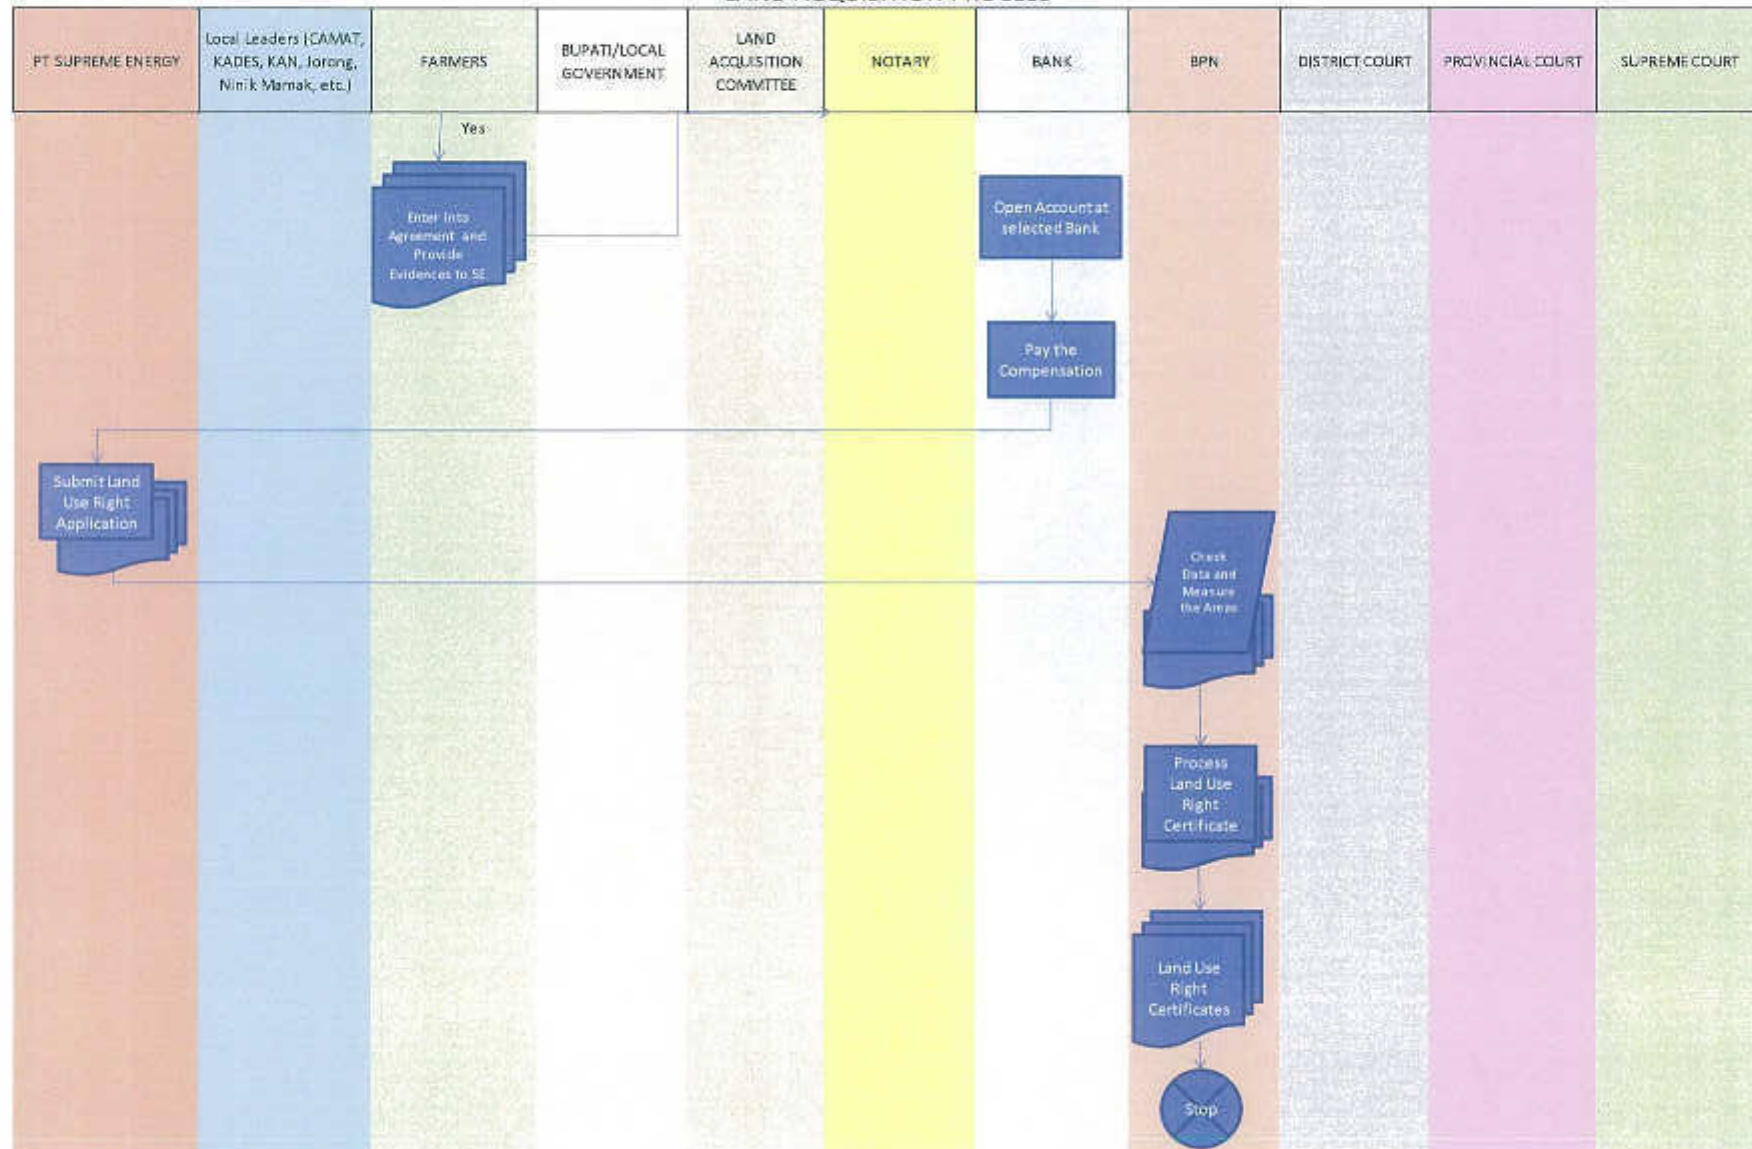 PT SUPREME ENERGY
Local Leaders (CAMAT,
KADES, KAN, Jorong,
Ninik Mamak, etc.)
FARMERS
BUPATI/LOCAL
GOVERNMENT
LAND
ACQUISITION
COMMITTEE
NOTARY
BANK
BPN
DISTRICT COURT
PROVINCIAL COURT
SUPREME COURT
Yes
Enter Into
Agreement and
Provide
Evidences to SE
Open Account at
selected Bank
Pay the
Compensation
Submit Land
Use Right
Application
Check
Data and
Measure
the Areas
Process
Land Use
Right
Certificate
Land Use
Right
Certificates
Stop